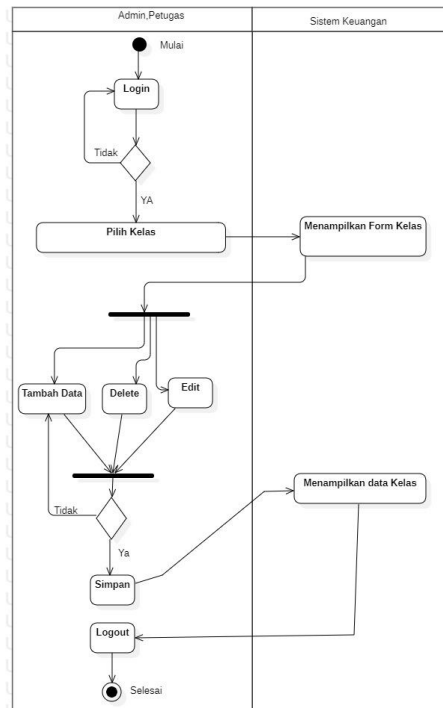 Admin,Petugas
Sistem Keuangan
Mulai
Login
Tidak
YA
Pilih Kelas
Menampilkan Form Kelas
Tambah Data
Delete
Edit
Menampilkan data Kelas
Tidak
Ya
Simpan
Logout
Selesai